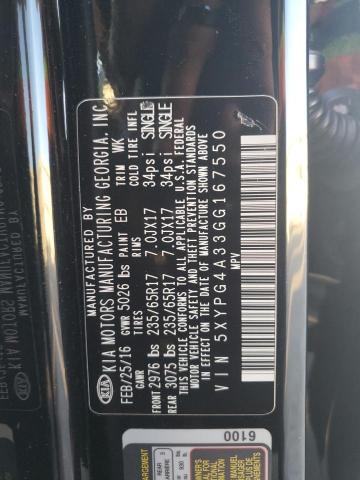 KIA MOTORS MANUFACTURING GEORGIA, INC.
FEB/25/16 GVWR 5026 lbs PAINT EB TRIM WK
GAWR TIRES RIMS COLD TIRE INFL
FRONT 2976 lbs 235/65R17 7.0JX17 34psi SINGLE
REAR 3075 lbs 235/65R17 7.0JX17 34psi SINGLE
THIS VEHICLE CONFORMS TO ALL APPLICABLE U.S.A. FEDERAL
MOTOR VEHICLE SAFETY AND THEFT PREVENTION
STANDARDS IN EFFECT ON THE DATE OF MANUFACTURE SHOWN ABOVE
VIN 5XYPG4A33GG167550
MPV
6100